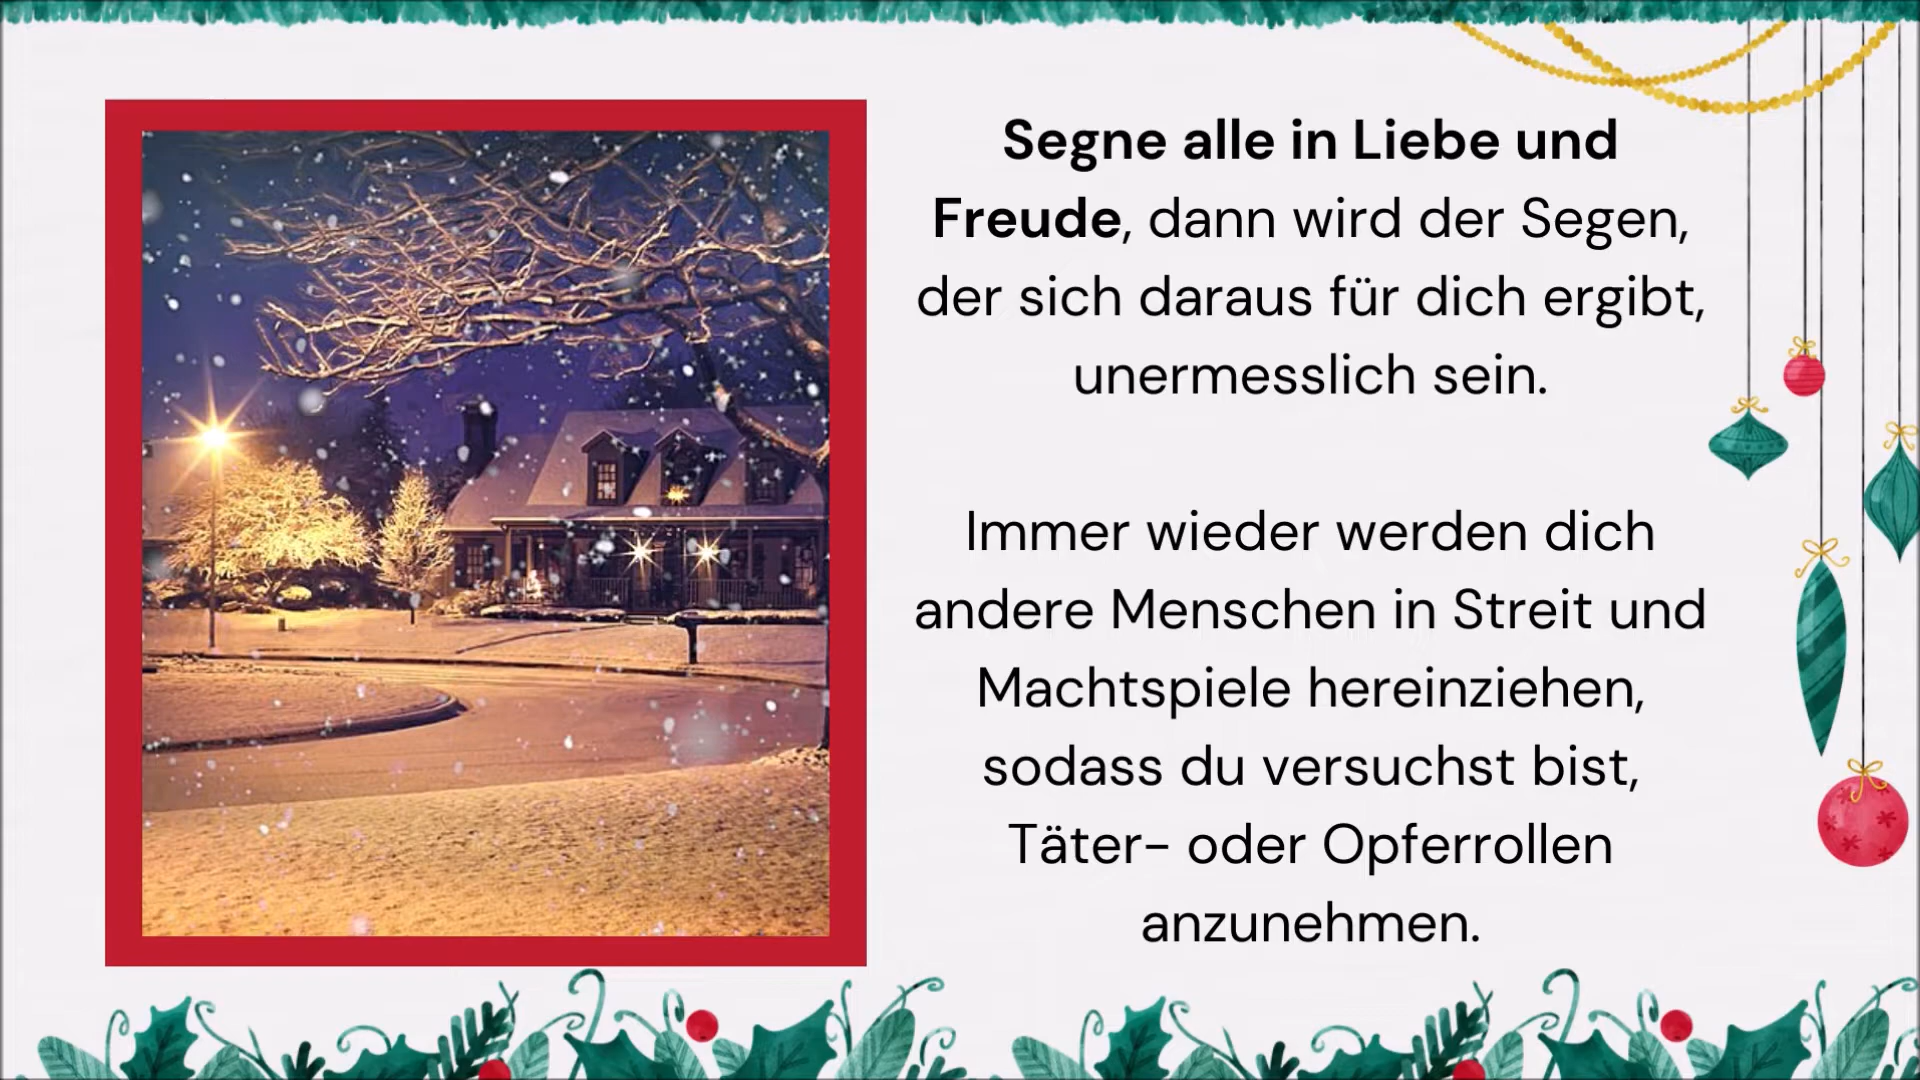 Segne alle in Liebe und
Freude, dann wird der Segen,
der sich daraus für dich ergibt,
unermesslich sein.
Immer wieder werden dich
andere Menschen in Streit und
Machtspiele hereinziehen,
sodass du versuchst bist,
Täter- oder Opferrollen
anzunehmen.